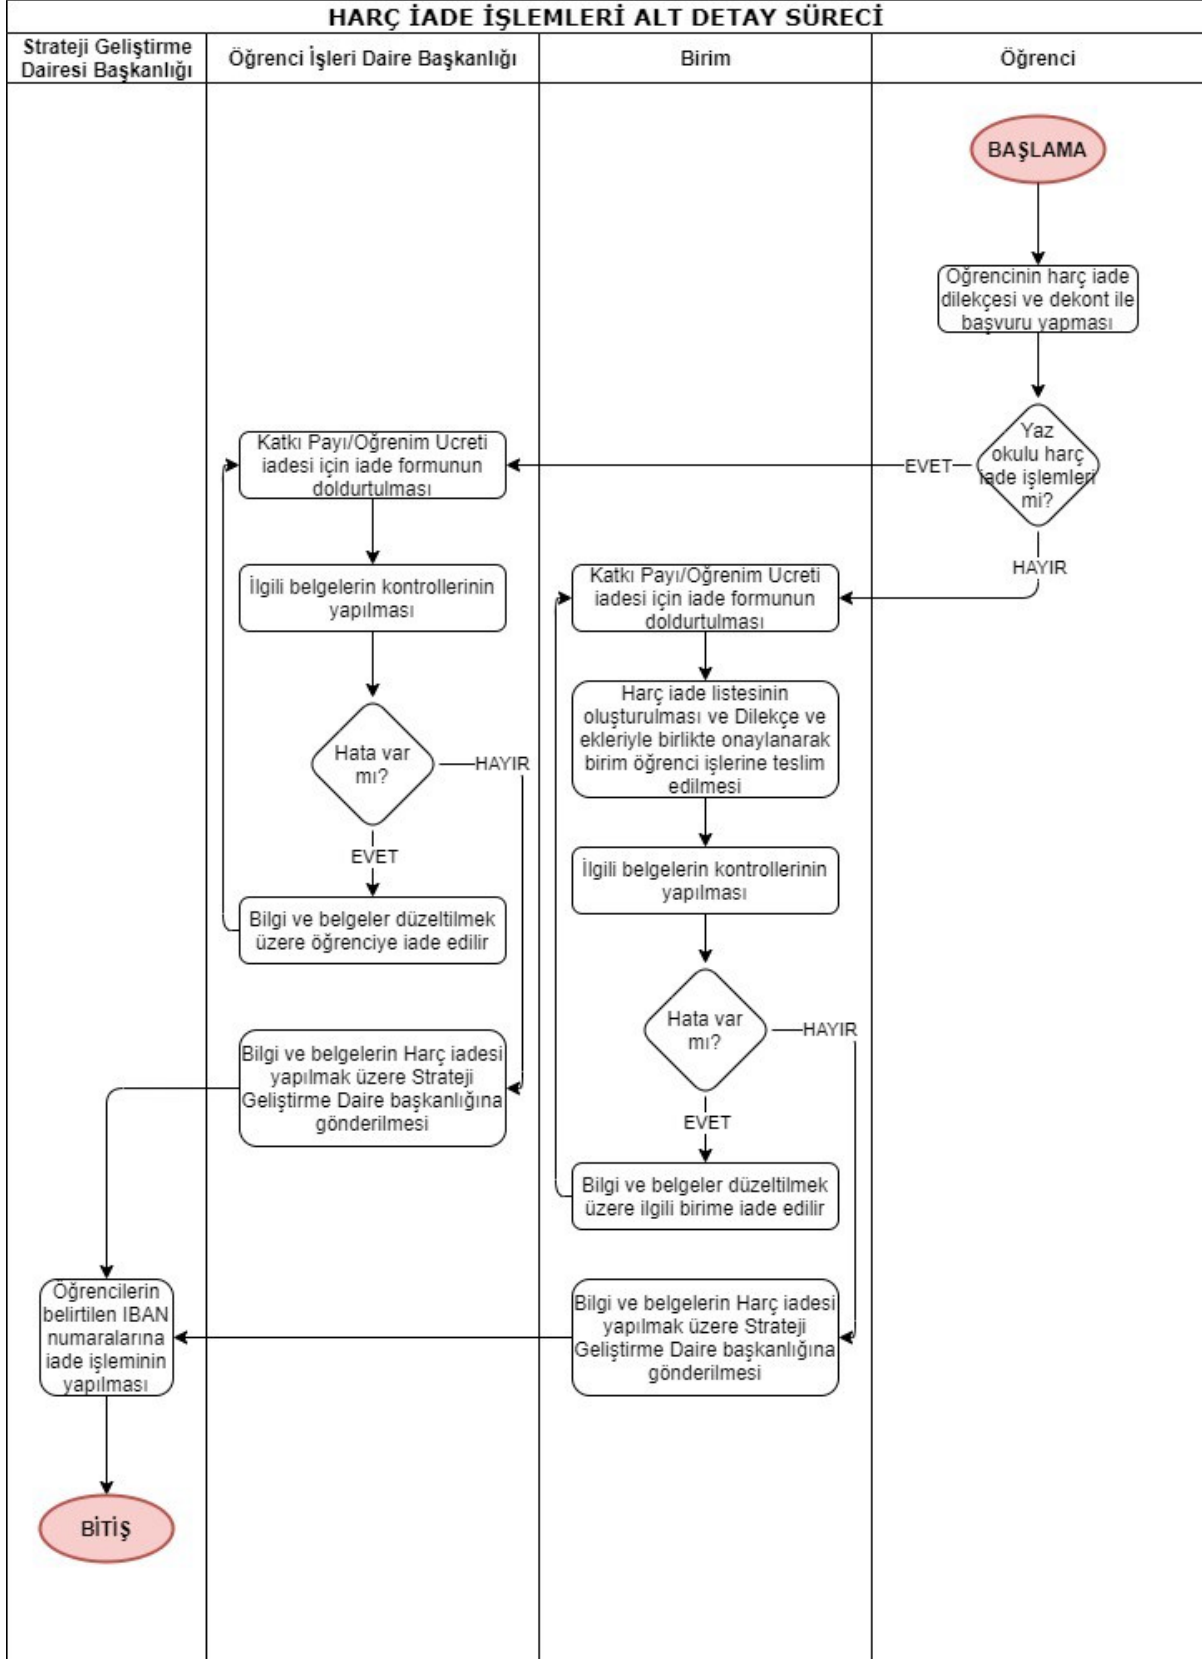 HARÇ İADE İŞLEMLERİ ALT DETAY SÜRECİ
Strateji Geliştirme
Dairesi Başkanlığı
Öğrenci İşleri Daire Başkanlığı
Birim
Öğrenci
BAŞLAMA
Öğrencinin harç iade
dilekçesi ve dekont ile
başvuru yapması
Yaz
okulu harç
iade işlemleri
mi?
EVET
HAYIR
Katkı Payı/Öğrenim Ücreti
iadesi için iade formunun
doldurtulması
İlgili belgelerin kontrollerinin
yapılması
Hata var
mı?
HAYIR
EVET
Bilgi ve belgeler düzeltilmek
üzere öğrenciye iade edilir
Bilgi ve belgelerin Harç iadesi
yapılmak üzere Strateji
Geliştirme Daire başkanlığına
gönderilmesi
Katkı Payı/Öğrenim Ücreti
iadesi için iade formunun
doldurtulması
Harç iade listesinin
oluşturulması ve Dilekçe ve
ekleriyle birlikte onaylanarak
birim öğrenci işlerine teslim
edilmesi
İlgili belgelerin kontrollerinin
yapılması
Hata var
mı?
HAYIR
EVET
Bilgi ve belgeler düzeltilmek
üzere ilgili birime iade edilir
Bilgi ve belgelerin Harç iadesi
yapılmak üzere Strateji
Geliştirme Daire başkanlığına
gönderilmesi
Öğrencilerin
belirtilen IBAN
numaralarına
iade işleminin
yapılması
BİTİŞ